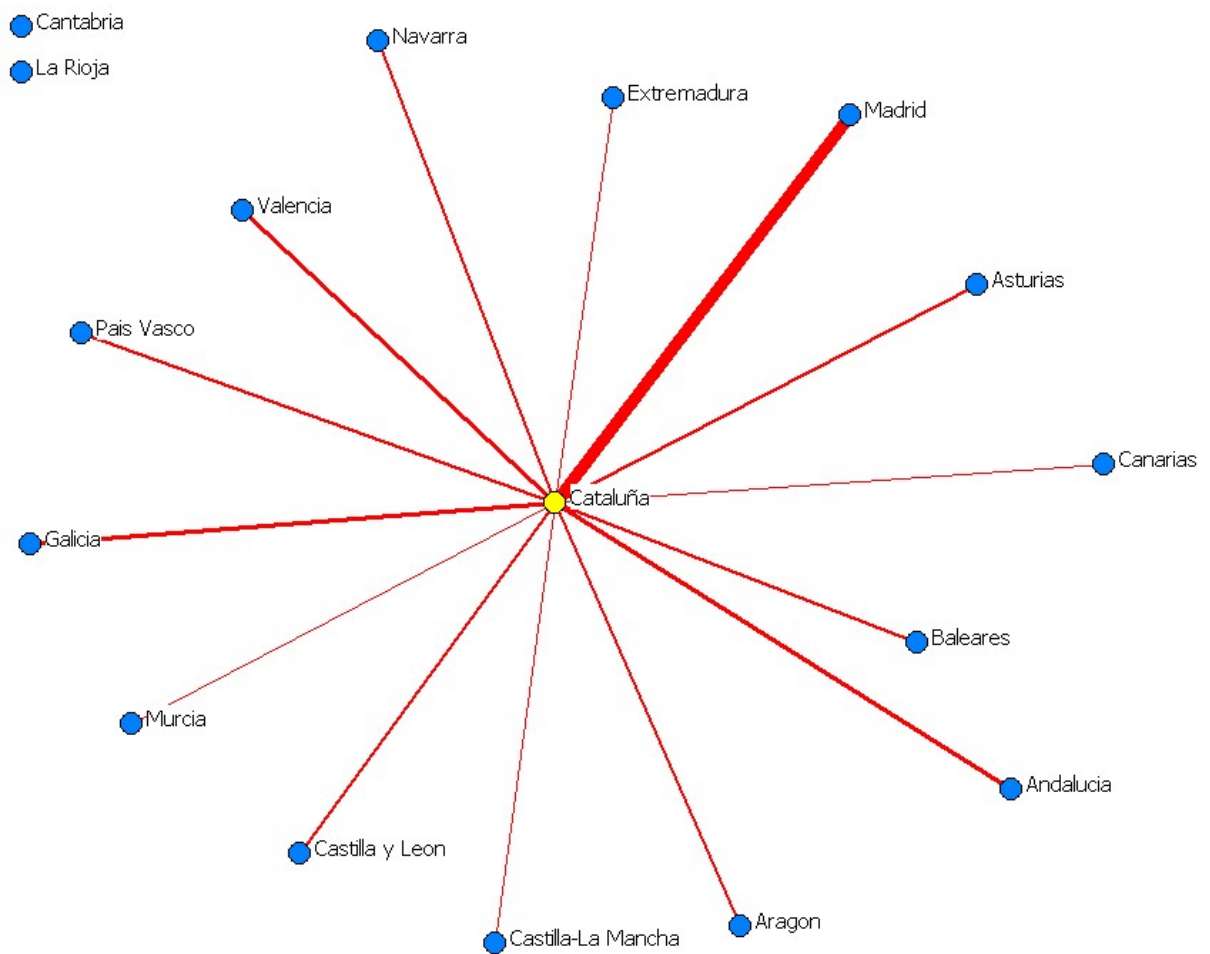 Cantabria
Navarra
La Rioja
Extremadura
Madrid
Valencia
Asturias
Pais Vasco
Canarias
Cataluña
Galicia
Baleares
Murcia
Andalucia
Castilla y Leon
Aragon
Castilla-La Mancha